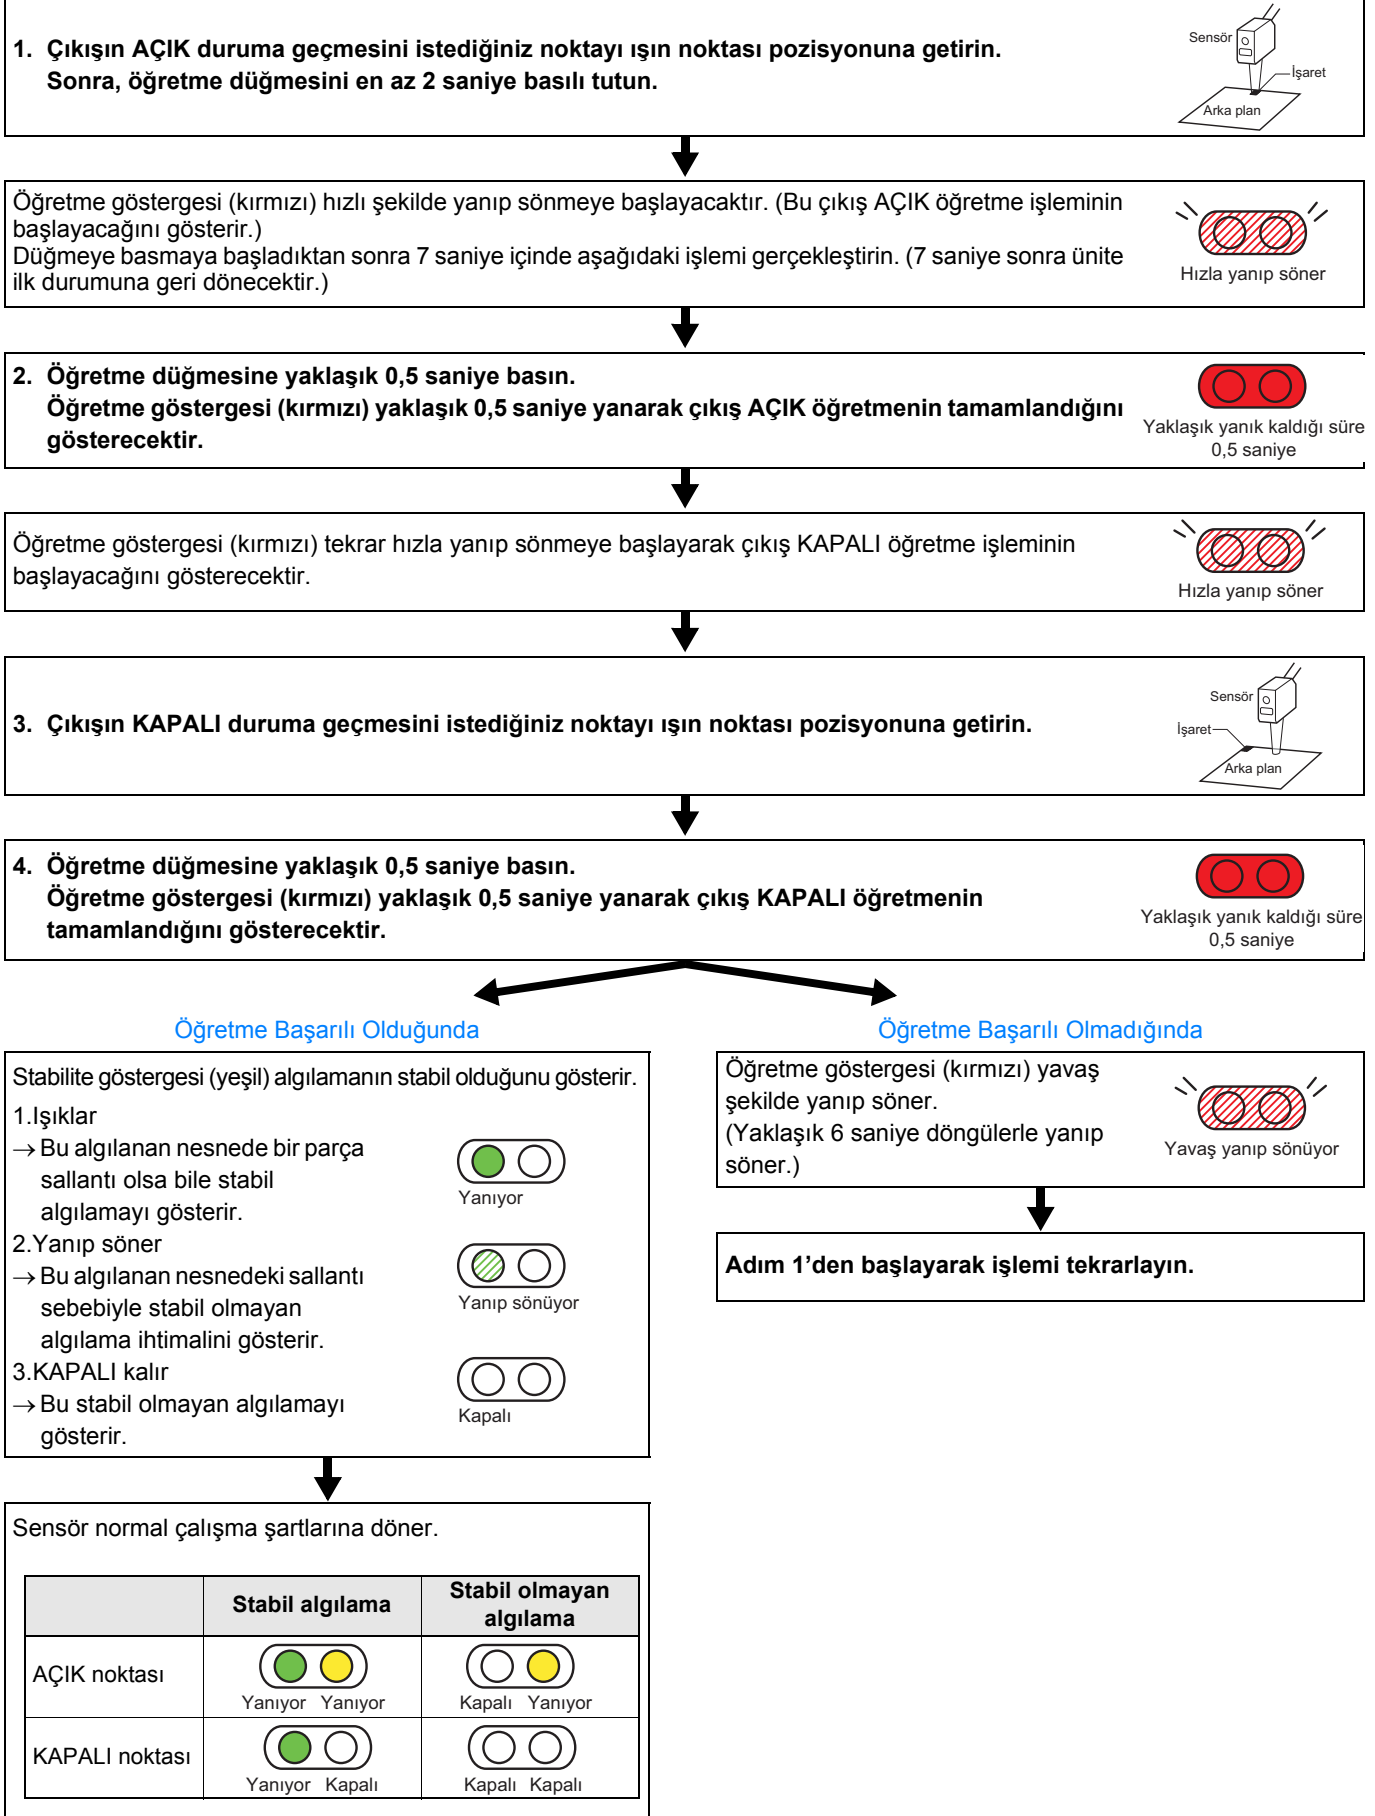 1. Çıkışın AÇIK duruma geçmesini istediğiniz noktayı ışın noktası pozisyonuna getirin.
Sonra, öğretme düğmesini en az 2 saniye basılı tutun.
Sensör
İşaret
Arka plan
Öğretme göstergesi (kırmızı) hızlı şekilde yanıp sönmeye başlayacaktır. (Bu çıkış AÇIK öğretme işleminin
başlayacağını gösterir.)
Düğmeye basmaya başladıktan sonra 7 saniye içinde aşağıdaki işlemi gerçekleştirin. (7 saniye sonra ünite
ilk durumuna geri dönecektir.)
Hızla yanıp söner
2. Öğretme düğmesine yaklaşık 0,5 saniye basın.
Öğretme göstergesi (kırmızı) yaklaşık 0,5 saniye yanarak çıkış AÇIK öğretmenin tamamlandığını
gösterecektir.
Yaklaşık yanık kaldığı süre
0,5 saniye
Öğretme göstergesi (kırmızı) tekrar hızla yanıp sönmeye başlayarak çıkış KAPALI öğretme işleminin
başlayacağını gösterecektir.
Hızla yanıp söner
3. Çıkışın KAPALI duruma geçmesini istediğiniz noktayı ışın noktası pozisyonuna getirin.
Sensör
İşaret
Arka plan
4. Öğretme düğmesine yaklaşık 0,5 saniye basın.
Öğretme göstergesi (kırmızı) yaklaşık 0,5 saniye yanarak çıkış KAPALI öğretmenin
tamamlandığını gösterecektir.
Yaklaşık yanık kaldığı süre
0,5 saniye
Öğretme Başarılı Olduğunda
Stabilite göstergesi (yeşil) algılamanın stabil olduğunu gösterir.
1.Işıklar
→ Bu algılanan nesnede bir parça
sallantı olsa bile stabil
algılamayı gösterir.
Yanıyor
2.Yanıp söner
→ Bu algılanan nesnedeki sallantı
sebebiyle stabil olmayan
algılama ihtimalini gösterir.
Yanıp sönüyor
3.KAPALI kalır
→ Bu stabil olmayan algılamayı
gösterir.
Kapalı
Öğretme Başarılı Olmadığında
Öğretme göstergesi (kırmızı) yavaş
şekilde yanıp söner.
(Yaklaşık 6 saniye döngülerle yanıp
söner.)
Yavaş yanıp sönüyor
Adım 1’den başlayarak işlemi tekrarlayın.
Sensör normal çalışma şartlarına döner.
Stabil algılama
Stabil olmayan
algılama
AÇIK noktası
Yanıyor Yanıyor
Kapalı Yanıyor
KAPALI noktası
Yanıyor Kapalı
Kapalı Kapalı